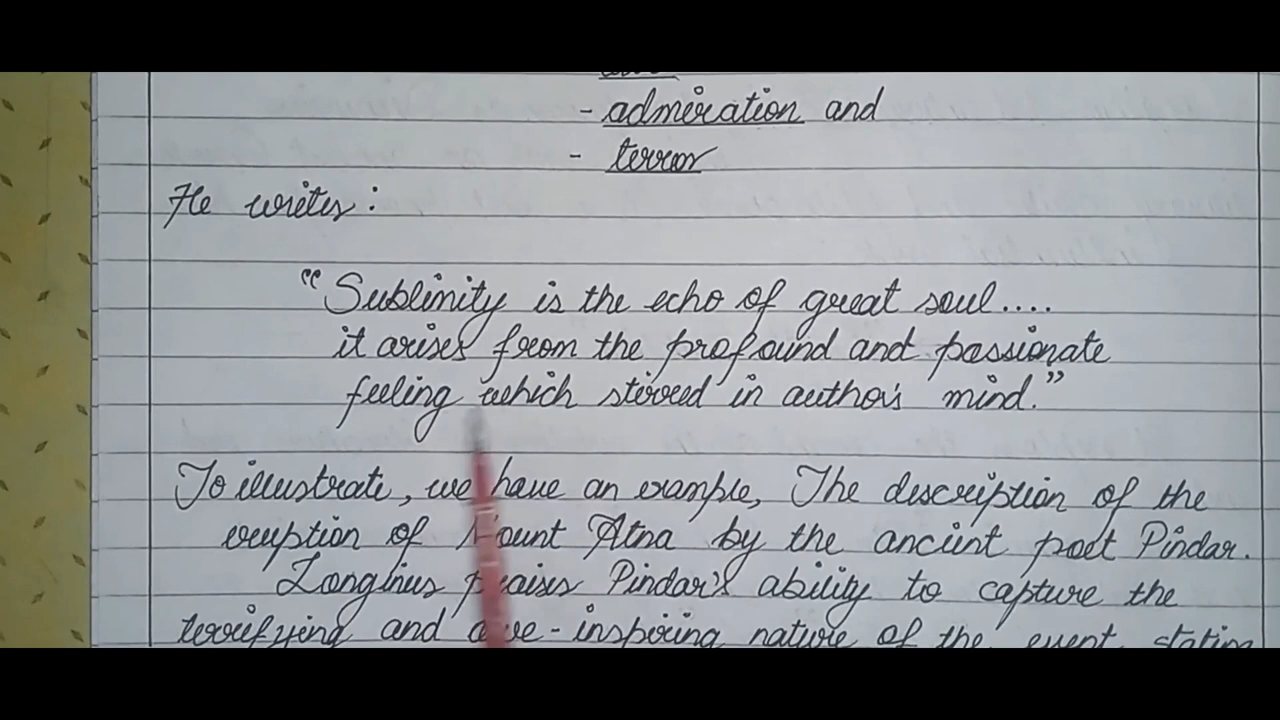 - admiration and
- terror
He writes :
“Sublimity is the echo of great soul....
it arises from the profound and passionate
feeling which stirred in author's mind.”
To illustrate, we have an example, The description of the
eruption of Mount Atna by the ancient poet Pindar.
Longinus praises Pindar's ability to capture the
terrifying and awe-inspiring nature of the event stating